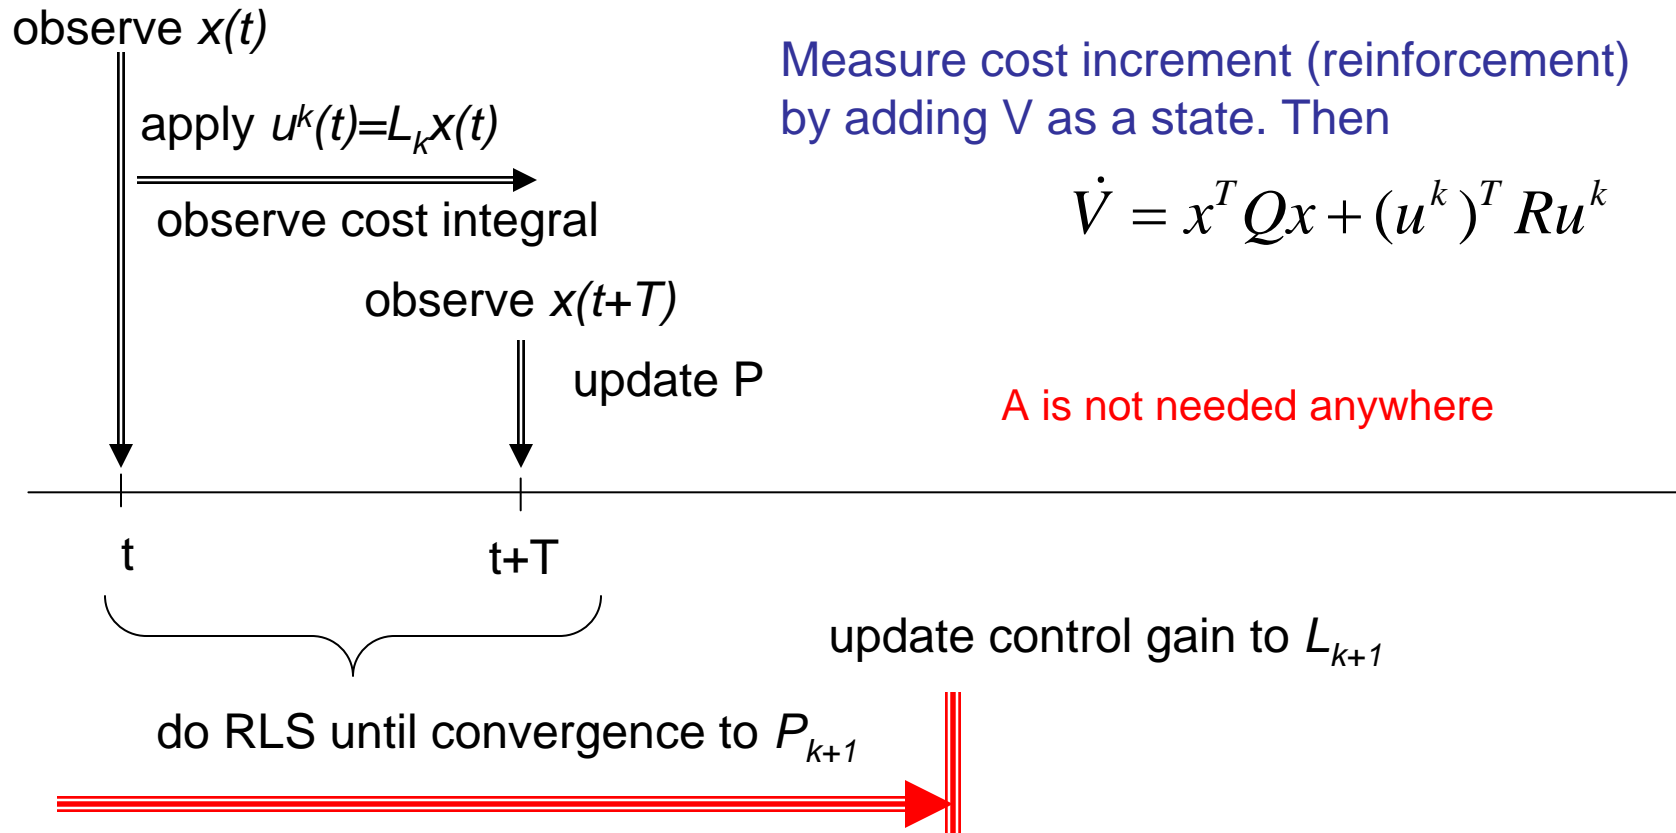 observe x(t)
apply u^k(t)=L_k x(t)
observe cost integral
observe x(t+T)
update P
Measure cost increment (reinforcement)
by adding V as a state. Then
V̇ = x^T Qx + (u^k)^T Ru^k
A is not needed anywhere
t
t+T
do RLS until convergence to P_{k+1}
update control gain to L_{k+1}